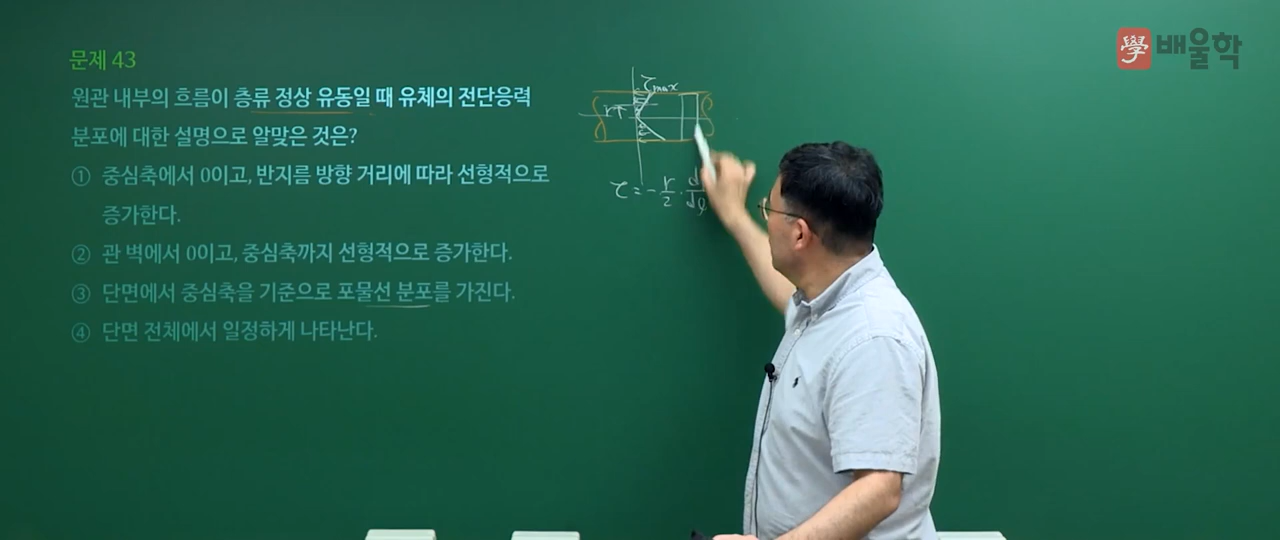 學 배울학
문제 43
원관 내부의 흐름이 층류 정상 유동일 때 유체의 전단응력
분포에 대한 설명으로 알맞은 것은?
① 중심축에서 0이고, 반지름 방향 거리에 따라 선형적으로
증가한다.
② 관 벽에서 0이고, 중심축까지 선형적으로 증가한다.
③ 단면에서 중심축을 기준으로 포물선 분포를 가진다.
④ 단면 전체에서 일정하게 나타난다.
τmax
r
τ = - r/2 · d/dl